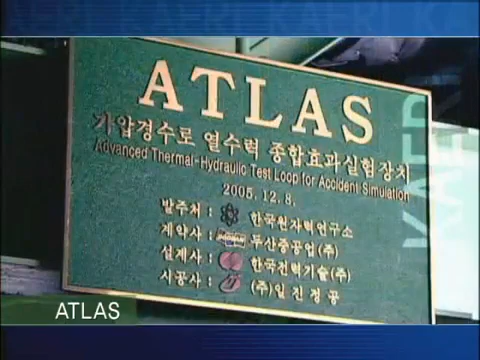 ATLAS
가압경수로 열수력 종합효과실험장치
Advanced Thermal-Hydraulic Test Loop for Accident Simulation
2005. 12. 8.
발주처 : 한국원자력연구소
계약사 : 두산중공업(주)
설계사 : 한국전력기술(주)
시공사 : (주)일진정공
KAERI
ATLAS